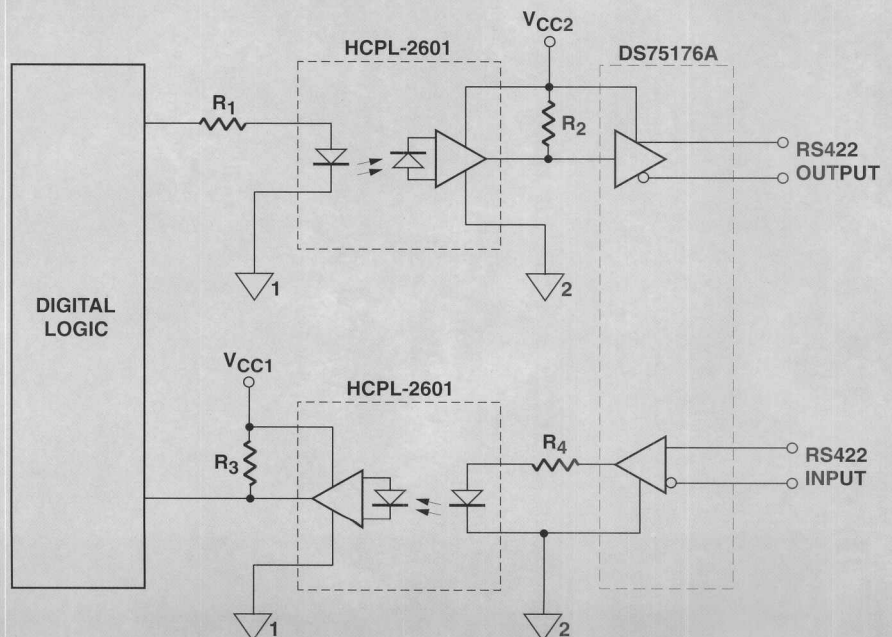 VCC2
HCPL-2601
DS75176A
R1
R2
RS422
OUTPUT
1
2
DIGITAL
LOGIC
VCC1
HCPL-2601
R3
R4
RS422
INPUT
1
2